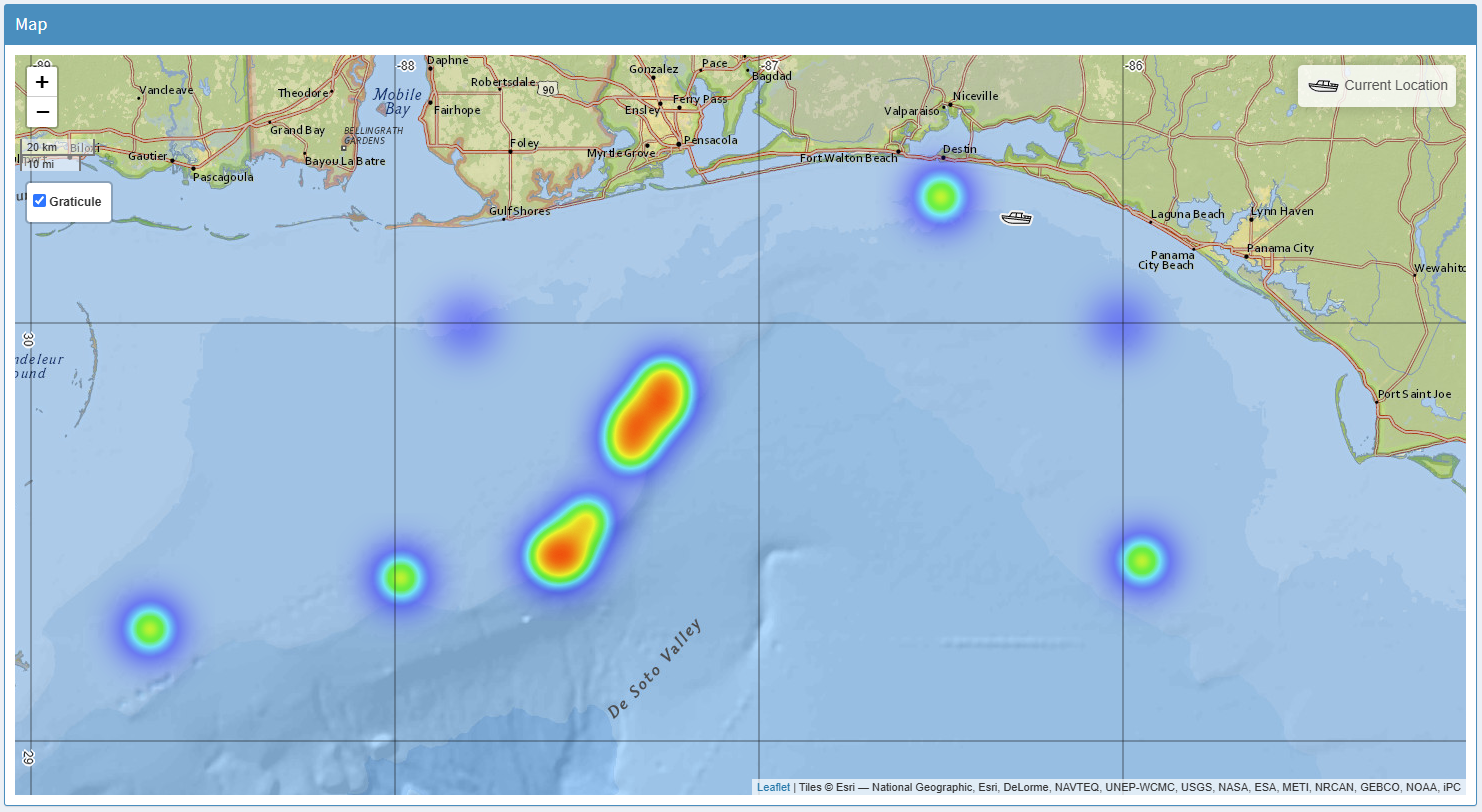 Map
-89
-88
-87
-86
+
−
20 km
10 mi
Graticule
Current Location
Vancleave
Theodore
Mobile
Bay
Daphne
Robertsdale
90
Fairhope
Grand Bay
BELLINGRATH
GARDENS
Biloxi
Gautier
Bayou La Batre
Pascagoula
Foley
Gulf Shores
Gonzalez
Pace
Bagdad
Ensley
Ferry Pass
Myrtle Grove
Pensacola
Valparaiso
Niceville
Fort Walton Beach
Destin
Laguna Beach
Lynn Haven
Panama
City Beach
Panama City
Wewahitc
30
ndeleur
ound
Port Saint Joe
De Soto Valley
29
Leaflet | Tiles © Esri — National Geographic, Esri, DeLorme, NAVTEQ, UNEP-WCMC, USGS, NASA, ESA, METI, NRCAN, GEBCO, NOAA, iPC